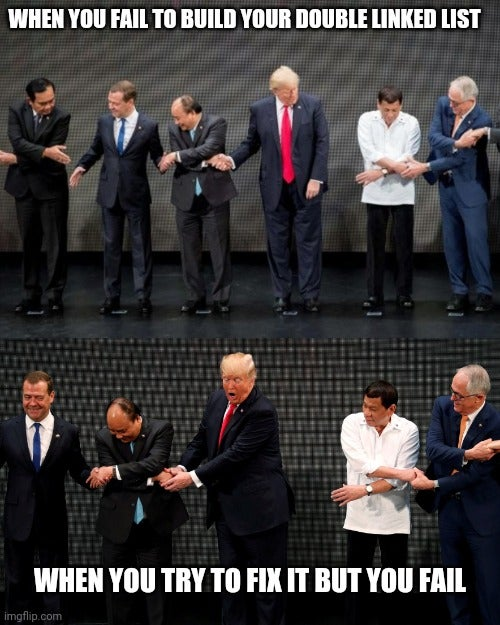 WHEN YOU FAIL TO BUILD YOUR DOUBLE LINKED LIST
WHEN YOU TRY TO FIX IT BUT YOU FAIL
imgflip.com